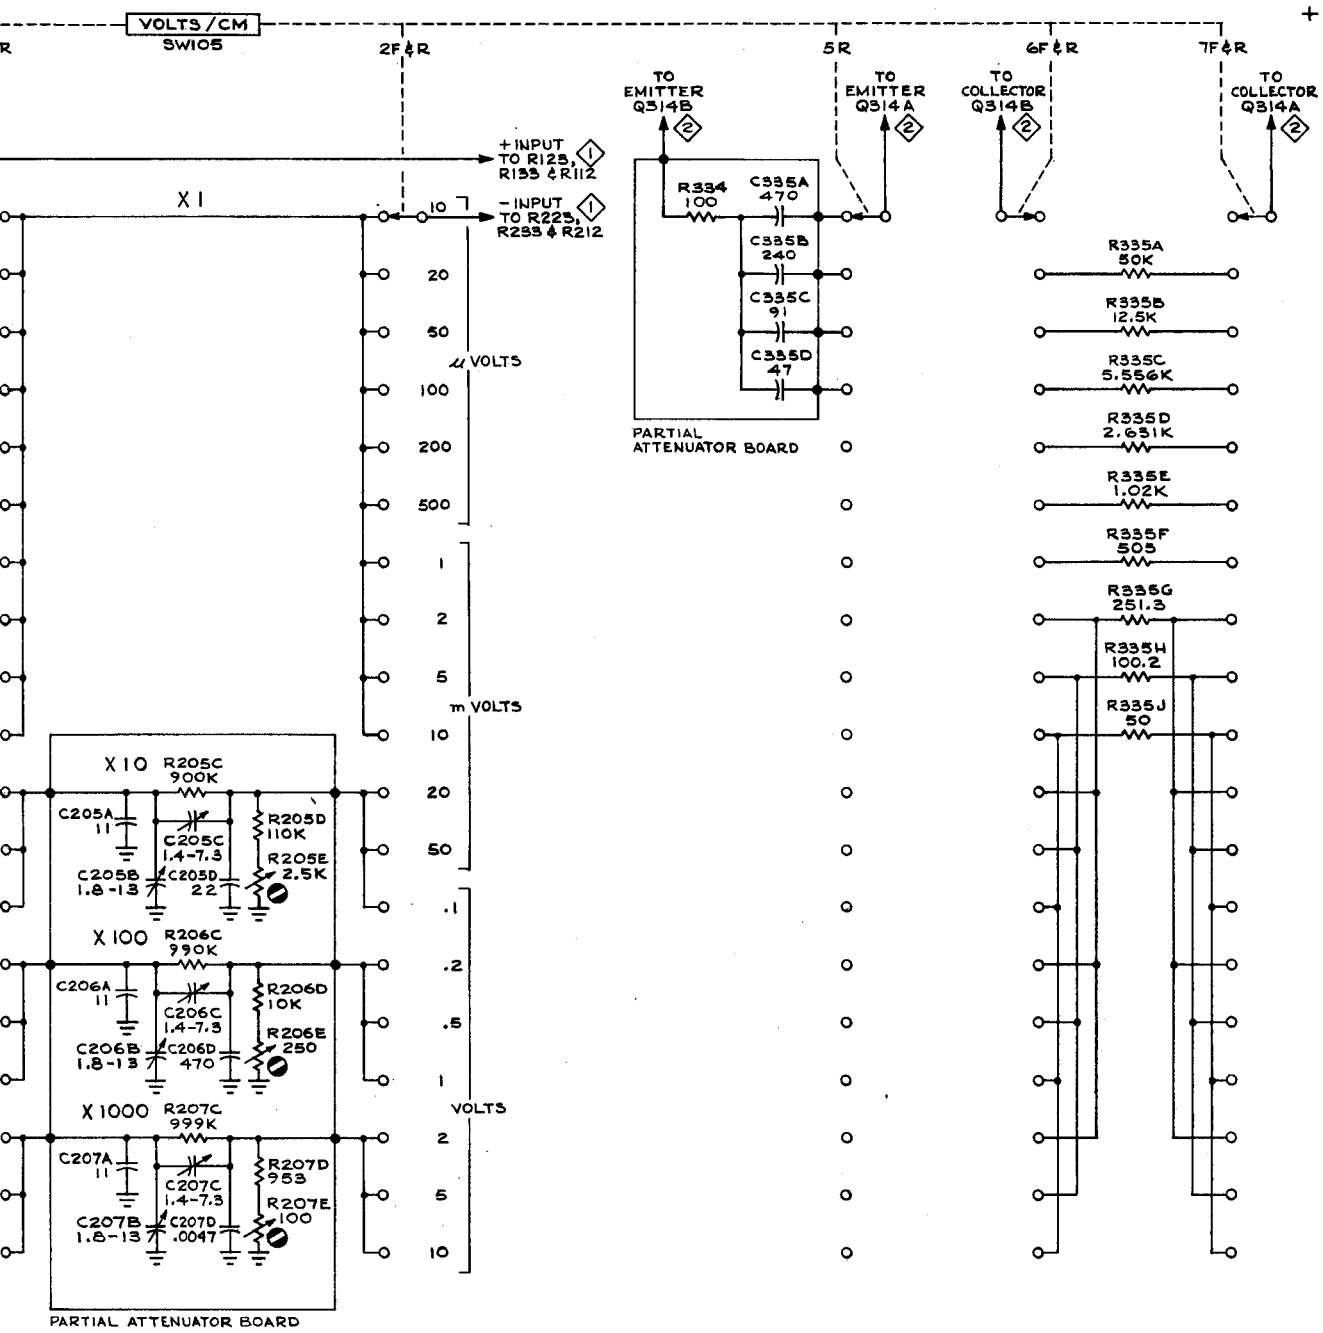 VOLTS/CM
SW105
R
2F&R
5R
6F&R
7F&R
+
TO
EMITTER
Q314B
2
TO
EMITTER
Q314A
2
TO
COLLECTOR
Q314B
2
TO
COLLECTOR
Q314A
2
+ INPUT
TO R123,
R133 & R112
1
- INPUT
TO R223,
R233 & R212
1
X1
10
20
50
100
200
500
µ VOLTS
1
2
5
10
20
50
m VOLTS
.1
.2
.5
1
2
5
10
VOLTS
R334
100
C335A
470
C335B
240
C335C
91
C335D
47
PARTIAL
ATTENUATOR BOARD
R335A
50K
R335B
12.5K
R335C
5.556K
R335D
2.631K
R335E
1.02K
R335F
505
R335G
251.3
R335H
100.2
R335J
50
X10
R205C
900K
C205A
11
C205C
1.4-7.3
R205D
110K
R205E
2.5K
C205B
1.8-13
C205D
22
X100
R206C
990K
C206A
11
C206C
1.4-7.3
R206D
10K
R206E
250
C206B
1.8-13
C206D
470
X1000
R207C
999K
C207A
11
C207C
1.4-7.3
R207D
953
R207E
100
C207B
1.8-13
C207D
.0047
PARTIAL ATTENUATOR BOARD